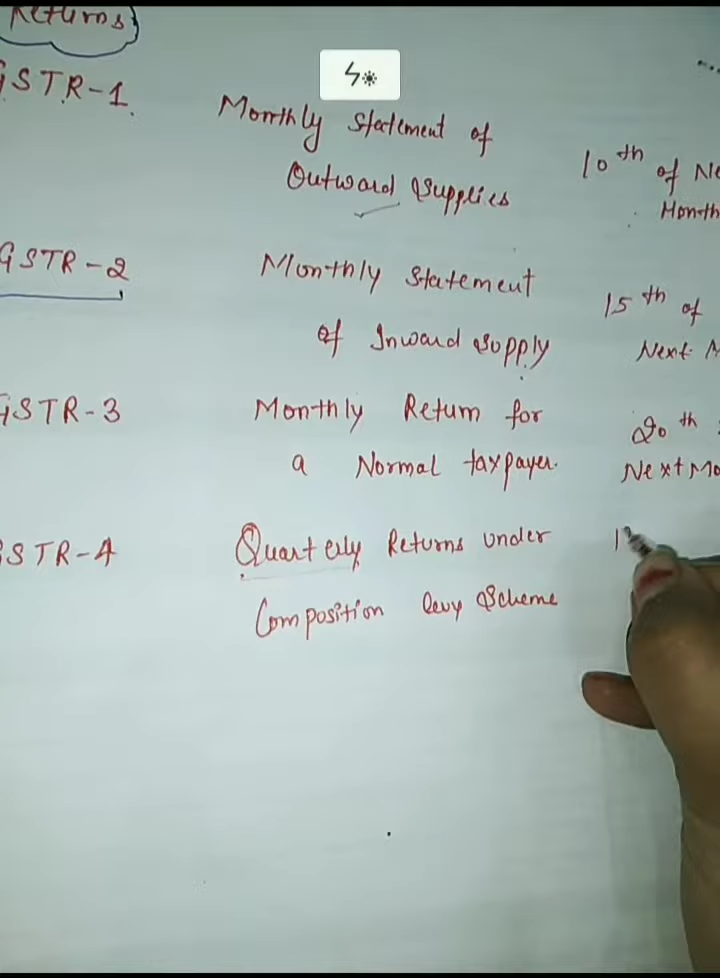 Returns
GSTR-1. Monthly Statement of
Outward Supplies
10th of Ne
Month
GSTR-2 Monthly Statement
of Inward Supply
15th of
Next M
GSTR-3 Monthly Return for
a Normal taxpayer.
20th
Next Mo
GSTR-4 Quarterly Returns under
Composition Levy Scheme